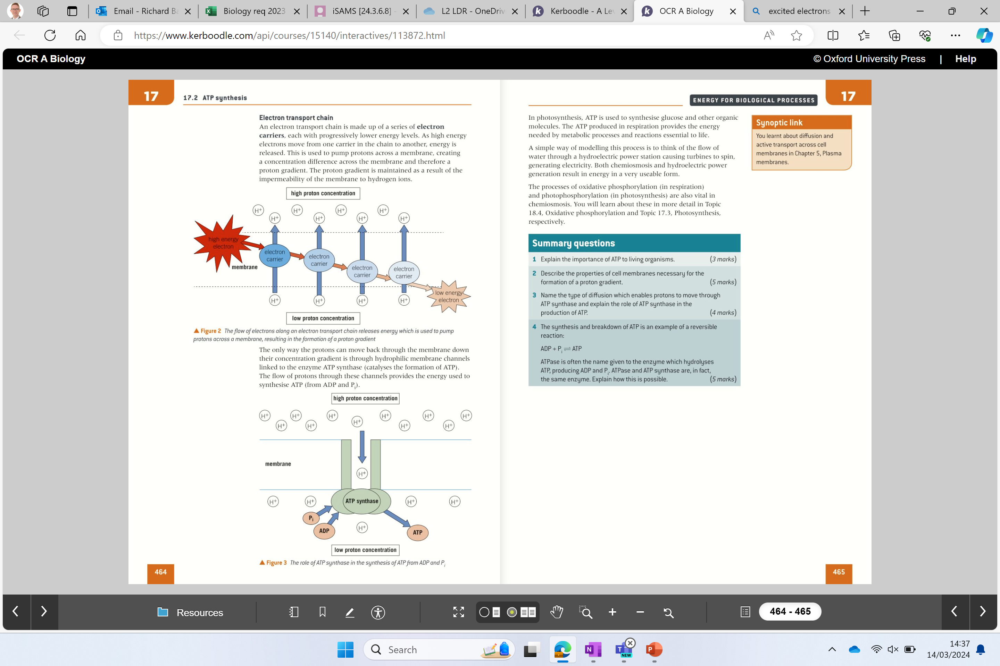 Email - Richard Ba
Biology req 2023
iSAMS [24.3.6.8] -
L2 LDR - OneDriv
Kerboodle - A Lev
OCR A Biology
excited electrons
https://www.kerboodle.com/api/courses/15140/interactives/113872.html
OCR A Biology
© Oxford University Press | Help
17
17.2 ATP synthesis
Electron transport chain
An electron transport chain is made up of a series of electron
carriers, each with progressively lower energy levels. As high energy
electrons move from one carrier in the chain to another, energy is
released. This is used to pump protons across a membrane, creating
a concentration difference across the membrane and therefore a
proton gradient. The proton gradient is maintained as a result of the
impermeability of the membrane to hydrogen ions.
high proton concentration
H+ H+ H+ H+
H+ H+ H+ H+
high energy
electron
electron
carrier
electron
carrier
electron
carrier
electron
carrier
membrane
low energy
electron
H+ H+ H+ H+
low proton concentration
▲ Figure 2 The flow of electrons along an electron transport chain releases energy which is used to pump
protons across a membrane, resulting in the formation of a proton gradient
The only way the protons can move back through the membrane down
their concentration gradient is through hydrophilic membrane channels
linked to the enzyme ATP synthase (catalyses the formation of ATP).
The flow of protons through these channels provides the energy used to
synthesise ATP (from ADP and Pi).
high proton concentration
H+ H+ H+ H+ H+ H+
H+ H+ H+ H+ H+
membrane
H+
H+ H+ ATP synthase H+ H+
Pi
ADP
H+
ATP
low proton concentration
▲ Figure 3 The role of ATP synthase in the synthesis of ATP from ADP and Pi
464
ENERGY FOR BIOLOGICAL PROCESSES
17
In photosynthesis, ATP is used to synthesise glucose and other organic
molecules. The ATP produced in respiration provides the energy
needed by metabolic processes and reactions essential to life.
A simple way of modelling this process is to think of the flow of
water through a hydroelectric power station causing turbines to spin,
generating electricity. Both chemiosmosis and hydroelectric power
generation result in energy in a very useable form.
The processes of oxidative phosphorylation (in respiration)
and photophosphorylation (in photosynthesis) are also vital in
chemiosmosis. You will learn about these in more detail in Topic
18.4, Oxidative phosphorylation and Topic 17.3, Photosynthesis,
respectively.
Synoptic link
You learnt about diffusion and
active transport across cell
membranes in Chapter 5, Plasma
membranes.
Summary questions
1 Explain the importance of ATP to living organisms. (3 marks)
2 Describe the properties of cell membranes necessary for the
formation of a proton gradient. (5 marks)
3 Name the type of diffusion which enables protons to move through
ATP synthase and explain the role of ATP synthase in the
production of ATP. (4 marks)
4 The synthesis and breakdown of ATP is an example of a reversible
reaction:
ADP + Pi ⇌ ATP
ATPase is often the name given to the enzyme which hydrolyses
ATP, producing ADP and Pi. ATPase and ATP synthase are, in fact,
the same enzyme. Explain how this is possible. (5 marks)
465
Resources
464 - 465
Search
NEW
14:37
14/03/2024